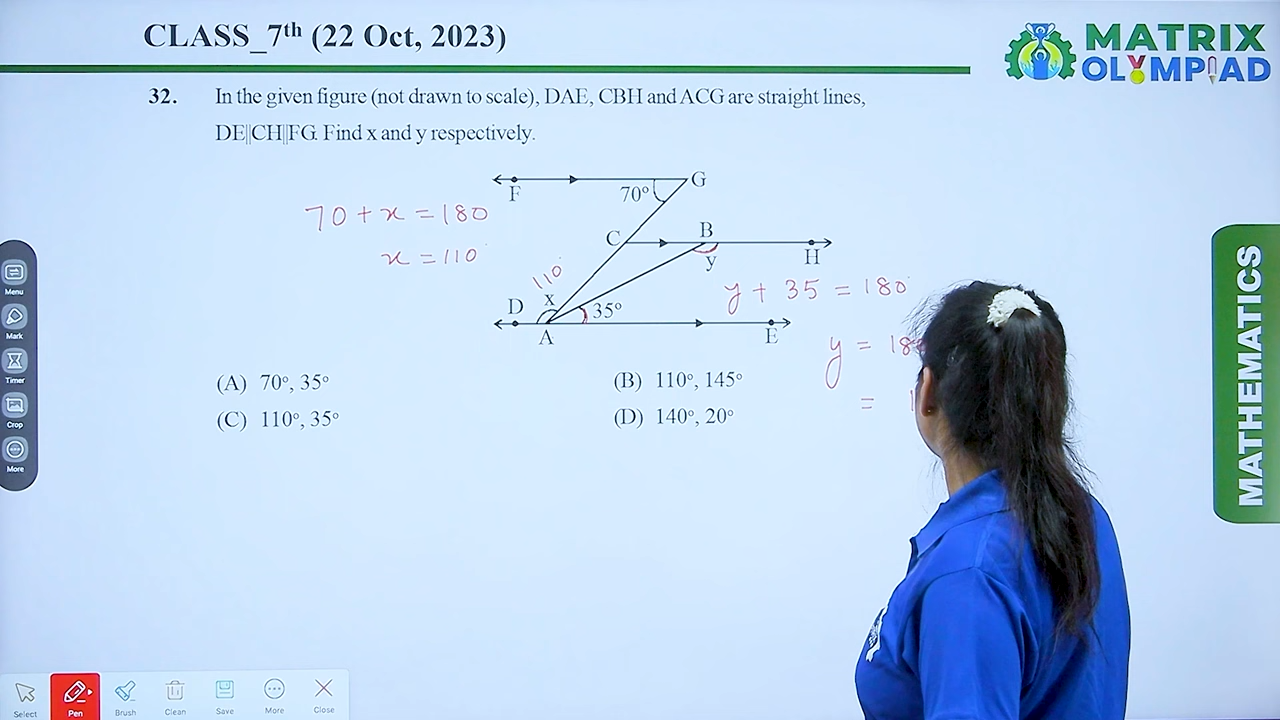 CLASS_7th (22 Oct, 2023)
MATRIX
OLYMPIAD
32. In the given figure (not drawn to scale), DAE, CBH and ACG are straight lines,
DE||CH||FG. Find x and y respectively.
F
G
70°
70 + x = 180
C
B
H
x = 110°
y
110°
x
D
35°
y + 35 = 180°
A
E
y = 18
=
(A) 70°, 35°
(B) 110°, 145°
(C) 110°, 35°
(D) 140°, 20°
MATHEMATICS
Menu
Mark
Timer
Crop
More
Select
Pen
Brush
Clean
Save
More
Close